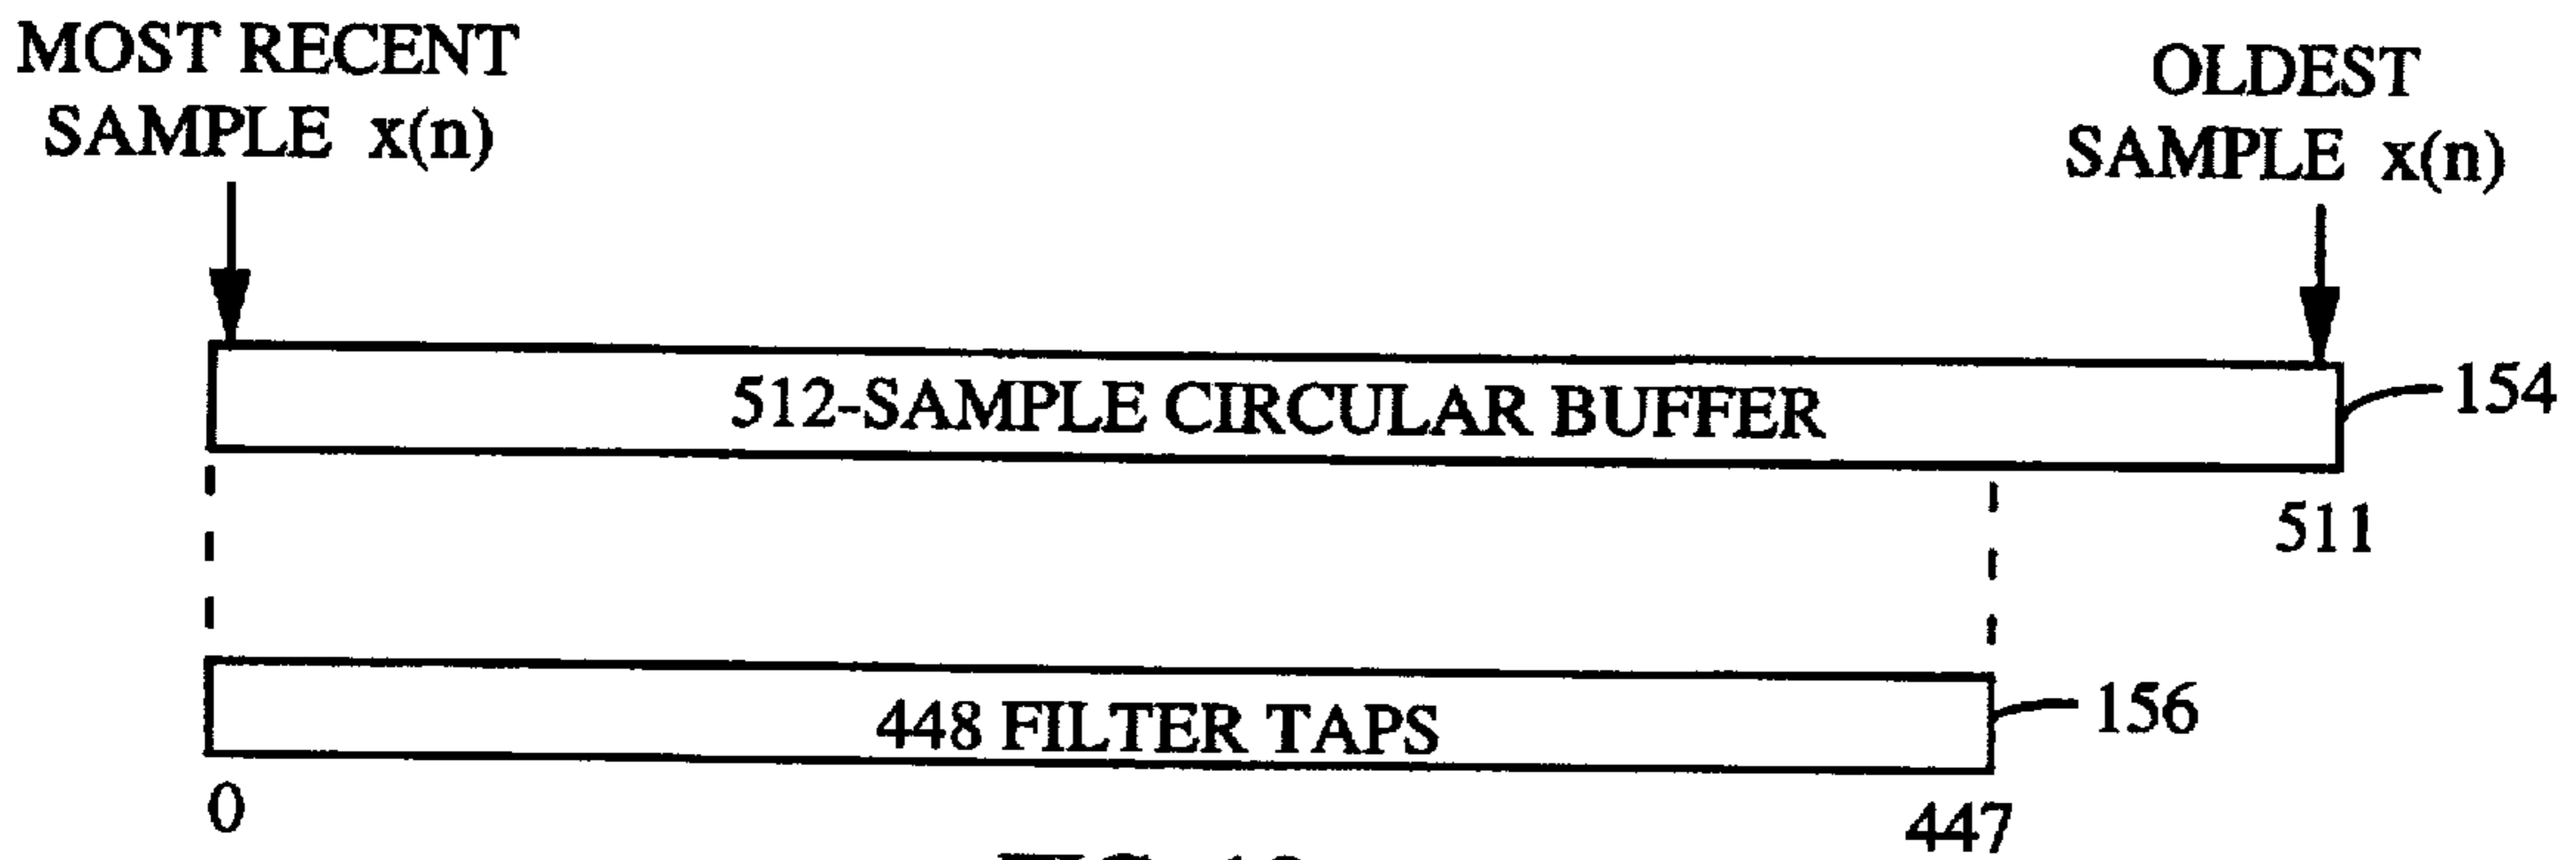 MOST RECENT
SAMPLE x(n)
OLDEST
SAMPLE x(n)
512-SAMPLE CIRCULAR BUFFER
154
511
448 FILTER TAPS
156
0
447